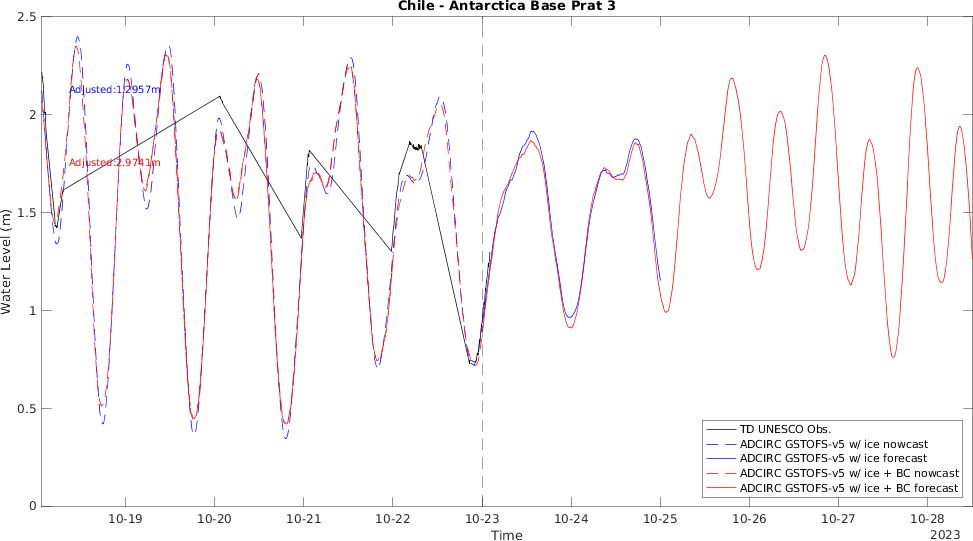 Chile - Antarctica Base Prat 3
2.5
2
1.5
1
0.5
0
Water Level (m)
Adjusted:1.2957m
Adjusted:2.9741m
TD UNESCO Obs.
ADCIRC GSTOFS-v5 w/ ice nowcast
ADCIRC GSTOFS-v5 w/ ice forecast
ADCIRC GSTOFS-v5 w/ ice + BC nowcast
ADCIRC GSTOFS-v5 w/ ice + BC forecast
10-19 10-20 10-21 10-22 10-23 10-24 10-25 10-26 10-27 10-28
2023
Time